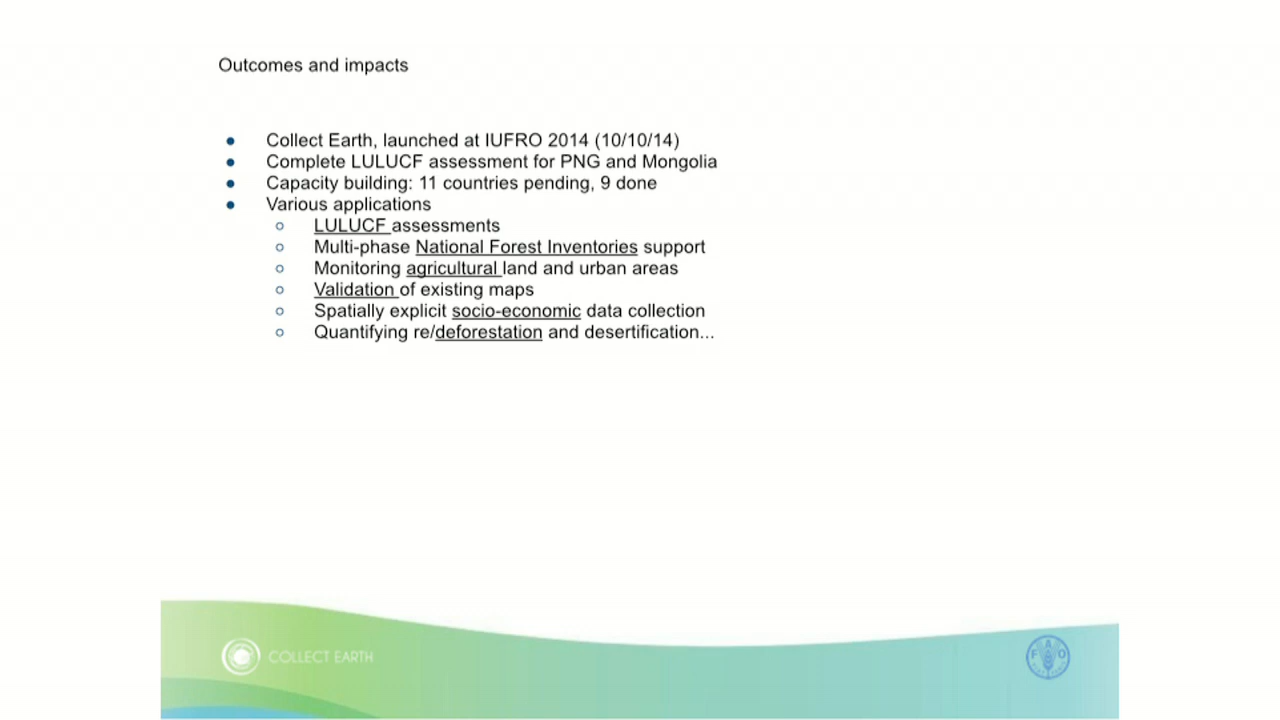 Outcomes and impacts
● Collect Earth, launched at IUFRO 2014 (10/10/14)
● Complete LULUCF assessment for PNG and Mongolia
● Capacity building: 11 countries pending, 9 done
● Various applications
○ LULUCF assessments
○ Multi-phase National Forest Inventories support
○ Monitoring agricultural land and urban areas
○ Validation of existing maps
○ Spatially explicit socio-economic data collection
○ Quantifying re/deforestation and desertification...
COLLECT EARTH
F A O